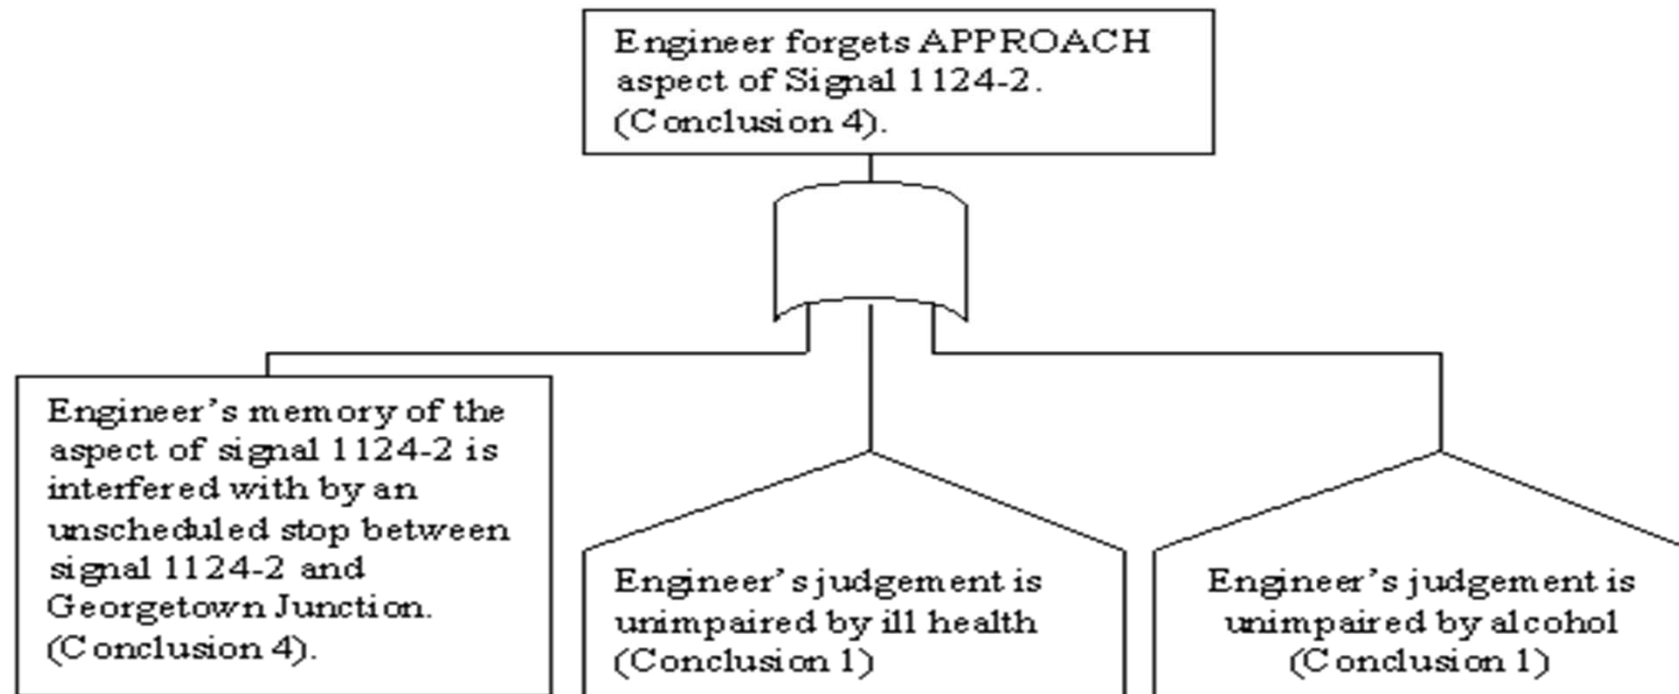 Engineer forgets APPROACH
aspect of Signal 1124-2.
(Conclusion 4).
Engineer's memory of the
aspect of signal 1124-2 is
interfered with by an
unscheduled stop between
signal 1124-2 and
Georgetown Junction.
(Conclusion 4).
Engineer's judgement is
unimpaired by ill health
(Conclusion 1)
Engineer's judgement is
unimpaired by alcohol
(Conclusion 1)